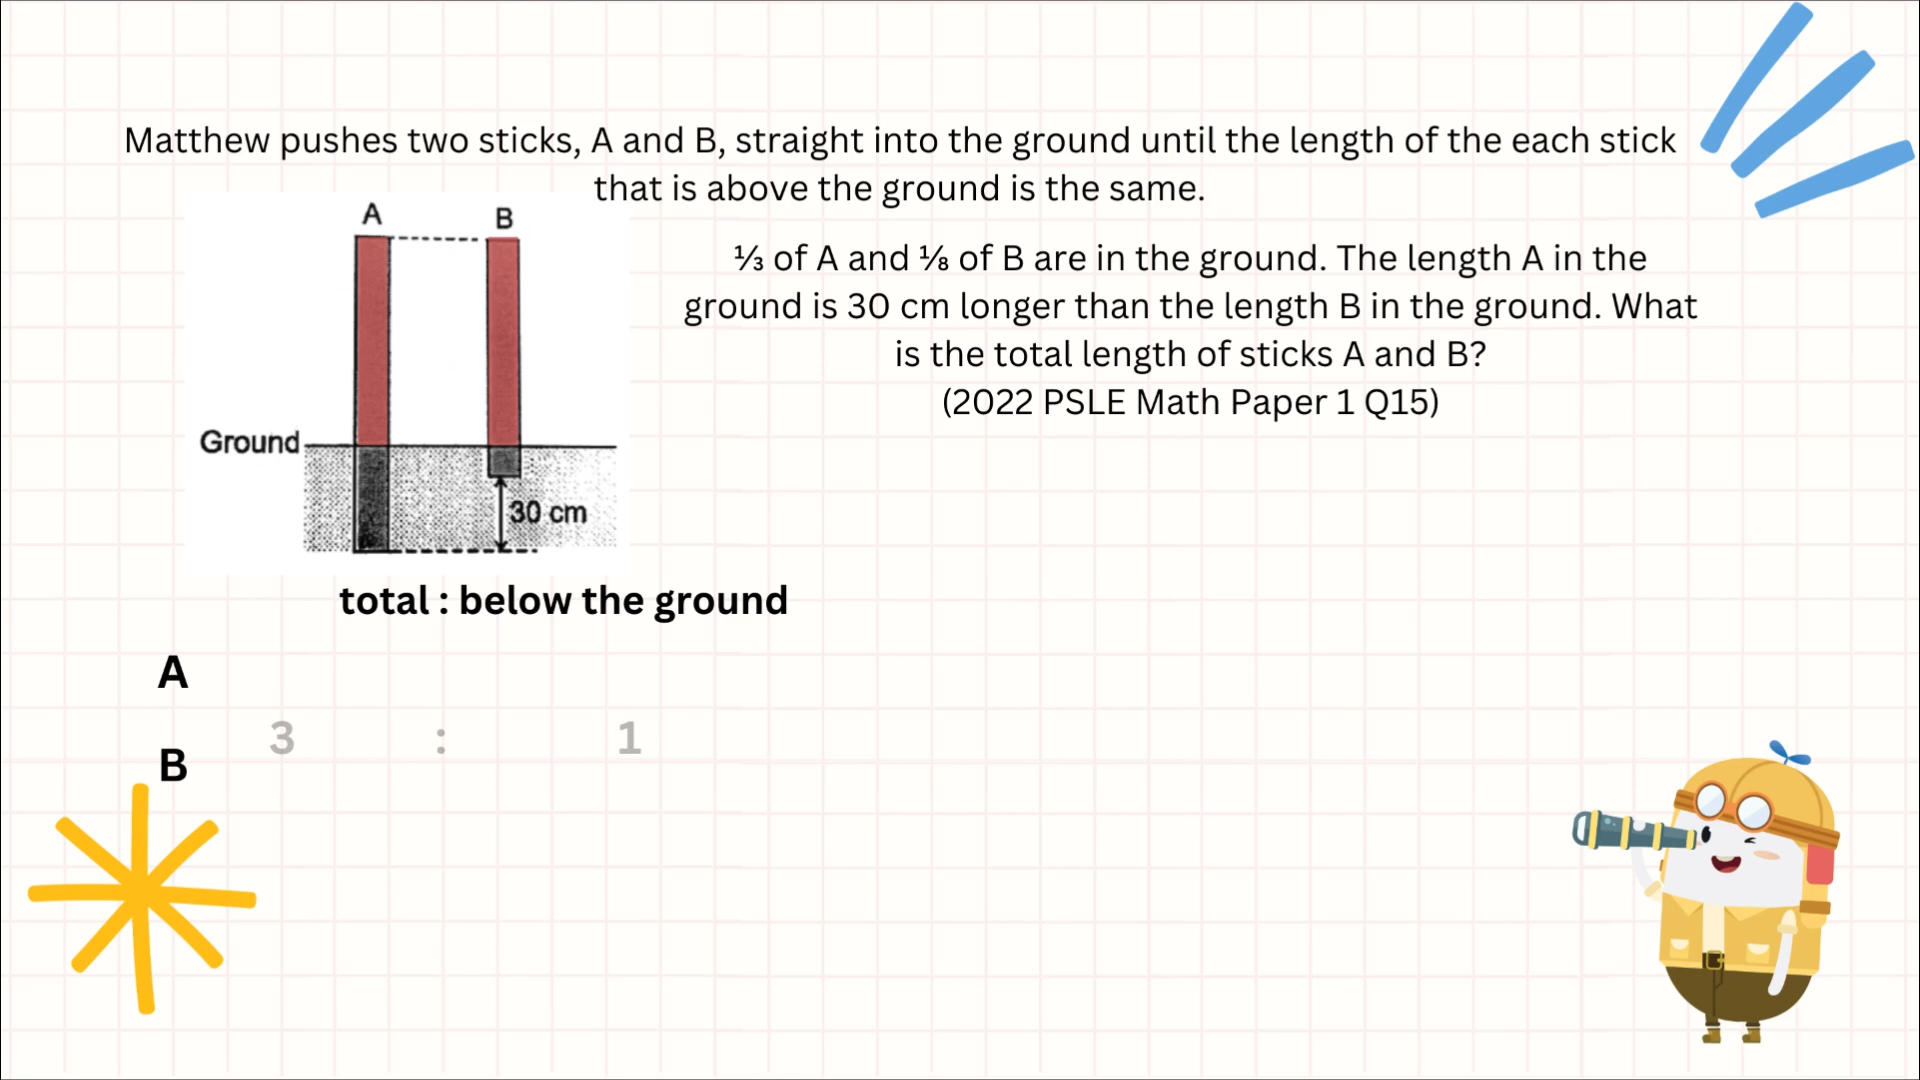 Matthew pushes two sticks, A and B, straight into the ground until the length of the each stick
that is above the ground is the same.
A
B
⅓ of A and ⅛ of B are in the ground. The length A in the
ground is 30 cm longer than the length B in the ground. What
is the total length of sticks A and B?
(2022 PSLE Math Paper 1 Q15)
Ground
30 cm
total : below the ground
A
3 : 1
B